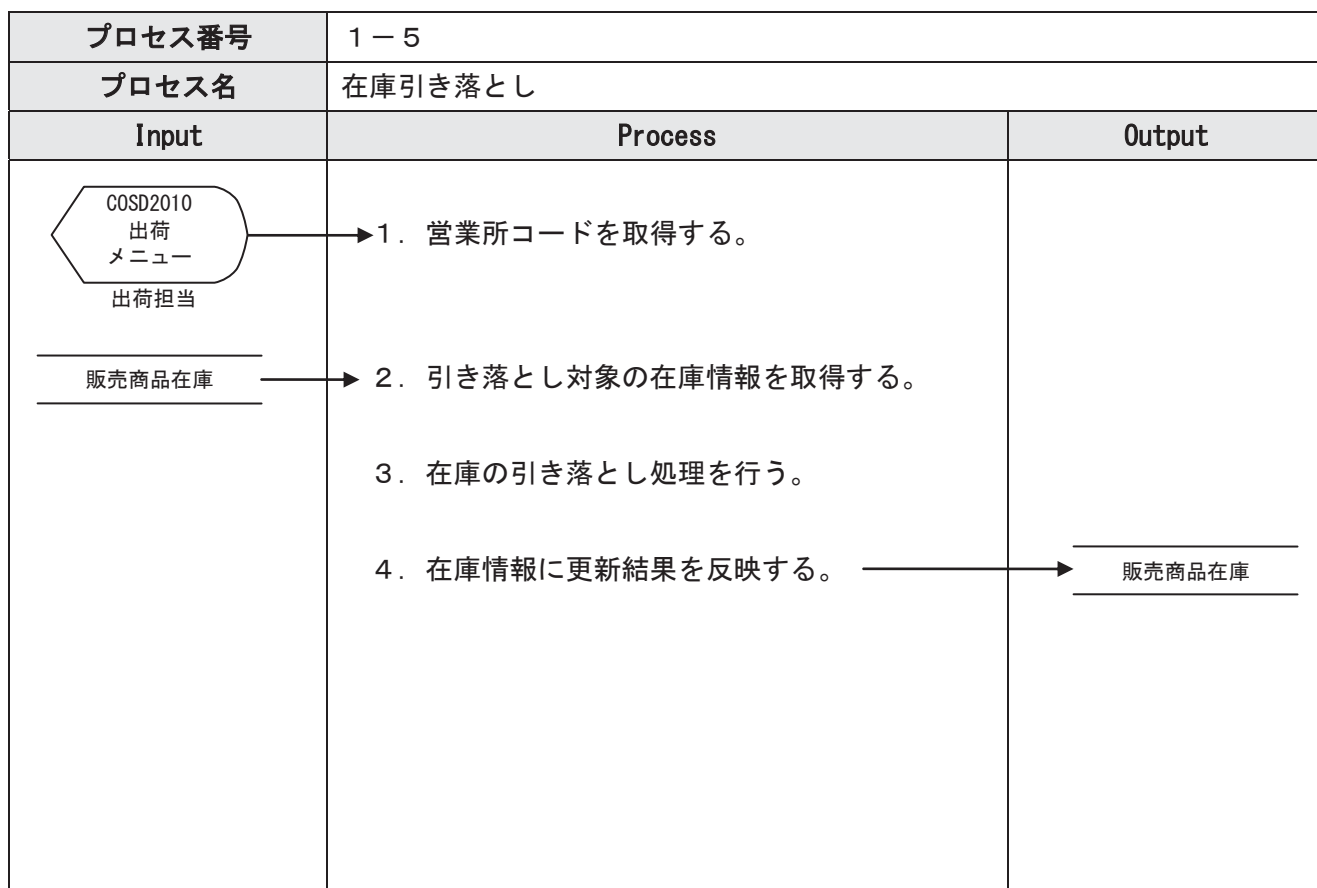 プロセス番号
1－5
プロセス名
在庫引き落とし
Input
Process
Output
COSD2010
出荷
メニュー
出荷担当
1．営業所コードを取得する。
販売商品在庫
2．引き落とし対象の在庫情報を取得する。
3．在庫の引き落とし処理を行う。
4．在庫情報に更新結果を反映する。
販売商品在庫